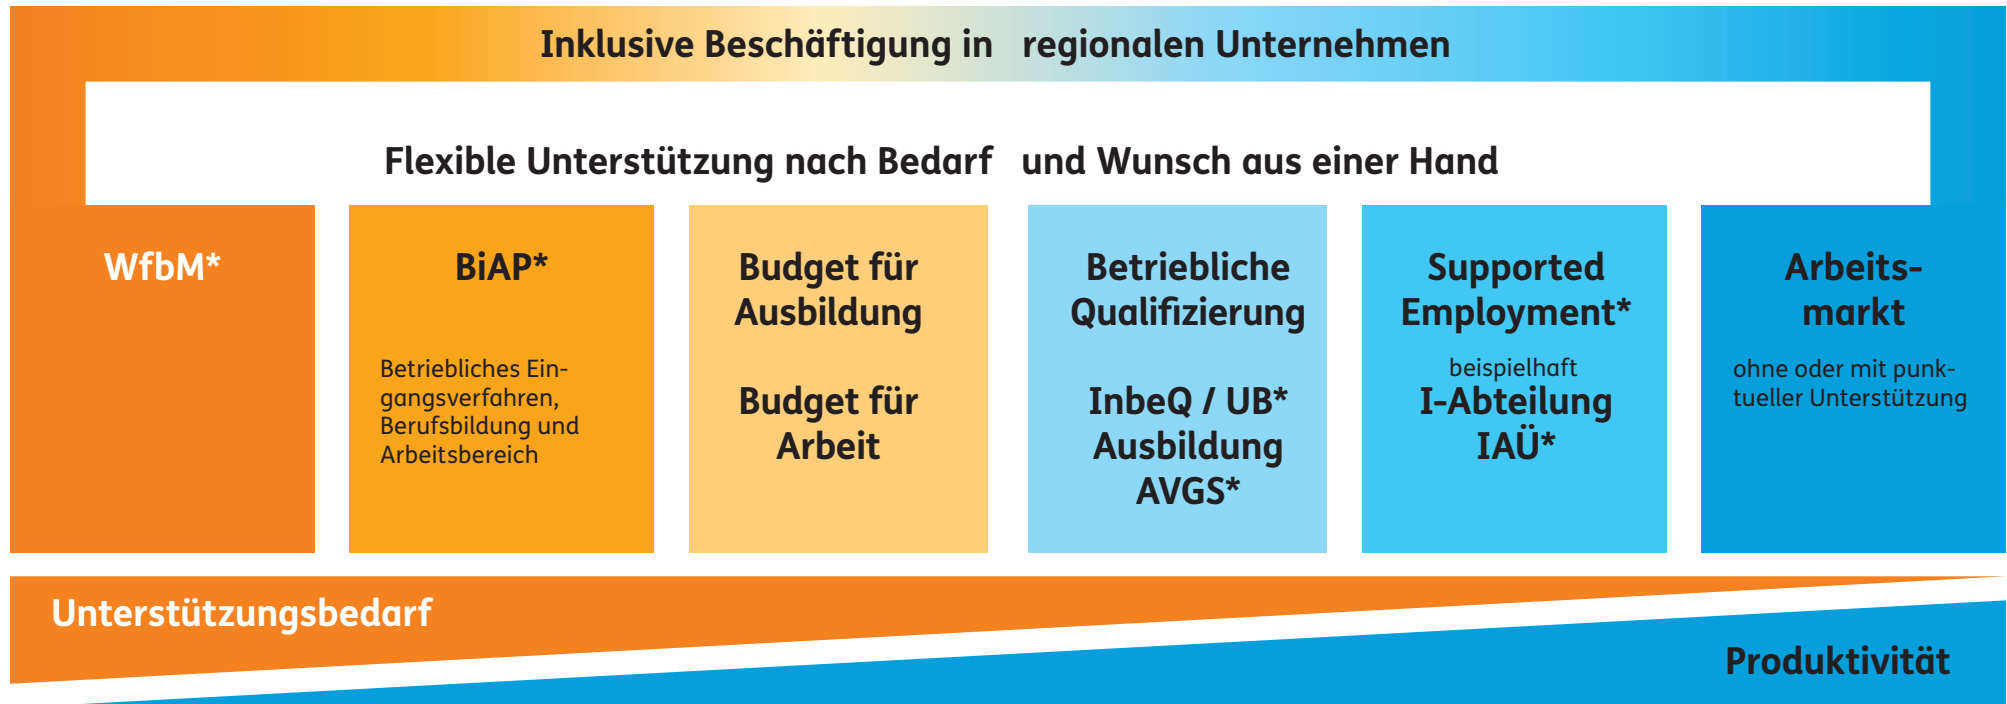 Inklusive Beschäftigung in regionalen Unternehmen
Flexible Unterstützung nach Bedarf und Wunsch aus einer Hand
WfbM*
BiAP*
Betriebliches Ein-
gangsverfahren,
Berufsbildung und
Arbeitsbereich
Budget für
Ausbildung
Budget für
Arbeit
Betriebliche
Qualifizierung
InbeQ / UB*
Ausbildung
AVGS*
Supported
Employment*
beispielhaft
I-Abteilung
IAÜ*
Arbeits-
markt
ohne oder mit punk-
tueller Unterstützung
Unterstützungsbedarf
Produktivität